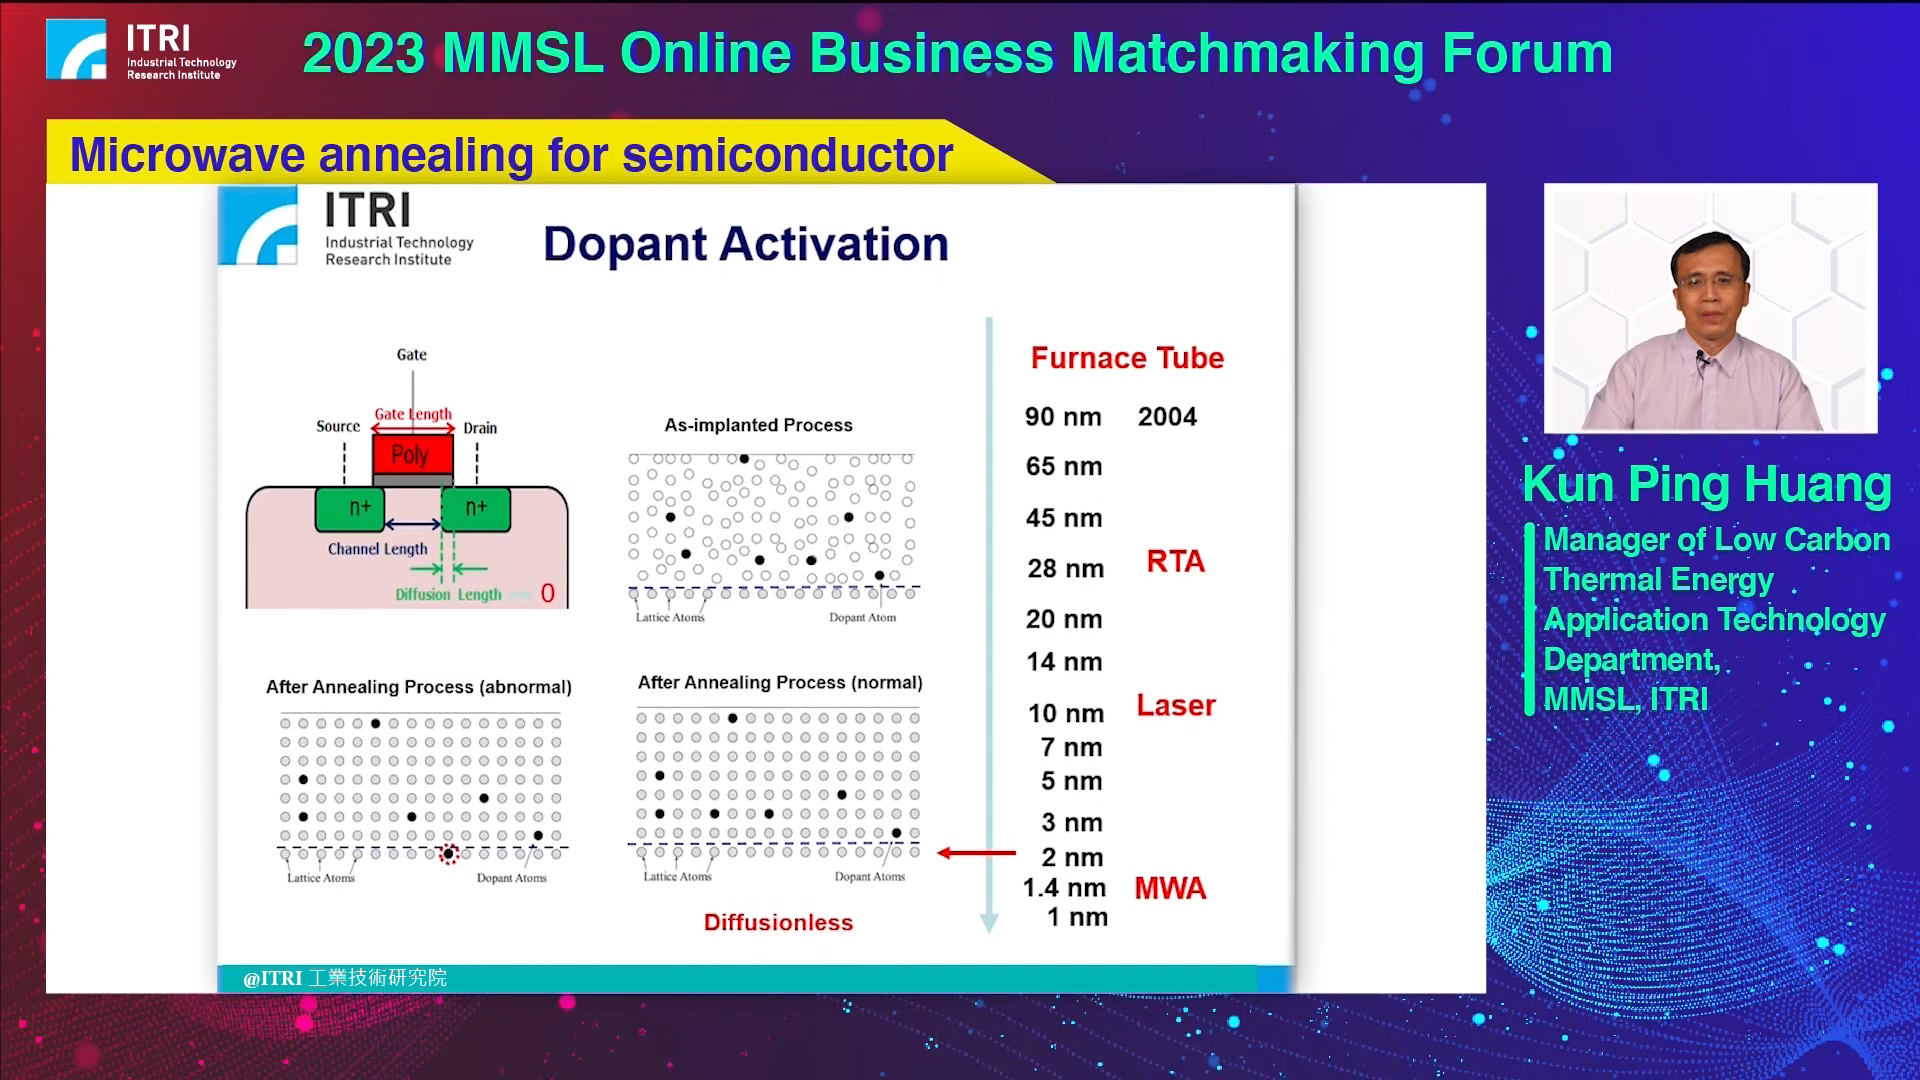 ITRI
Industrial Technology
Research Institute
2023 MMSL Online Business Matchmaking Forum
Microwave annealing for semiconductor
ITRI
Industrial Technology
Research Institute
Dopant Activation
Gate
Gate Length
Source
Drain
Poly
n+
n+
Channel Length
Diffusion Length
0
As-implanted Process
Lattice Atoms
Dopant Atom
After Annealing Process (abnormal)
Lattice Atoms
Dopant Atoms
After Annealing Process (normal)
Lattice Atoms
Dopant Atoms
Diffusionless
Furnace Tube
90 nm 2004
65 nm
45 nm
28 nm
RTA
20 nm
14 nm
10 nm
Laser
7 nm
5 nm
3 nm
2 nm
1.4 nm
MWA
1 nm
@ITRI 工業技術研究院
Kun Ping Huang
Manager of Low Carbon
Thermal Energy
Application Technology
Department,
MMSL, ITRI